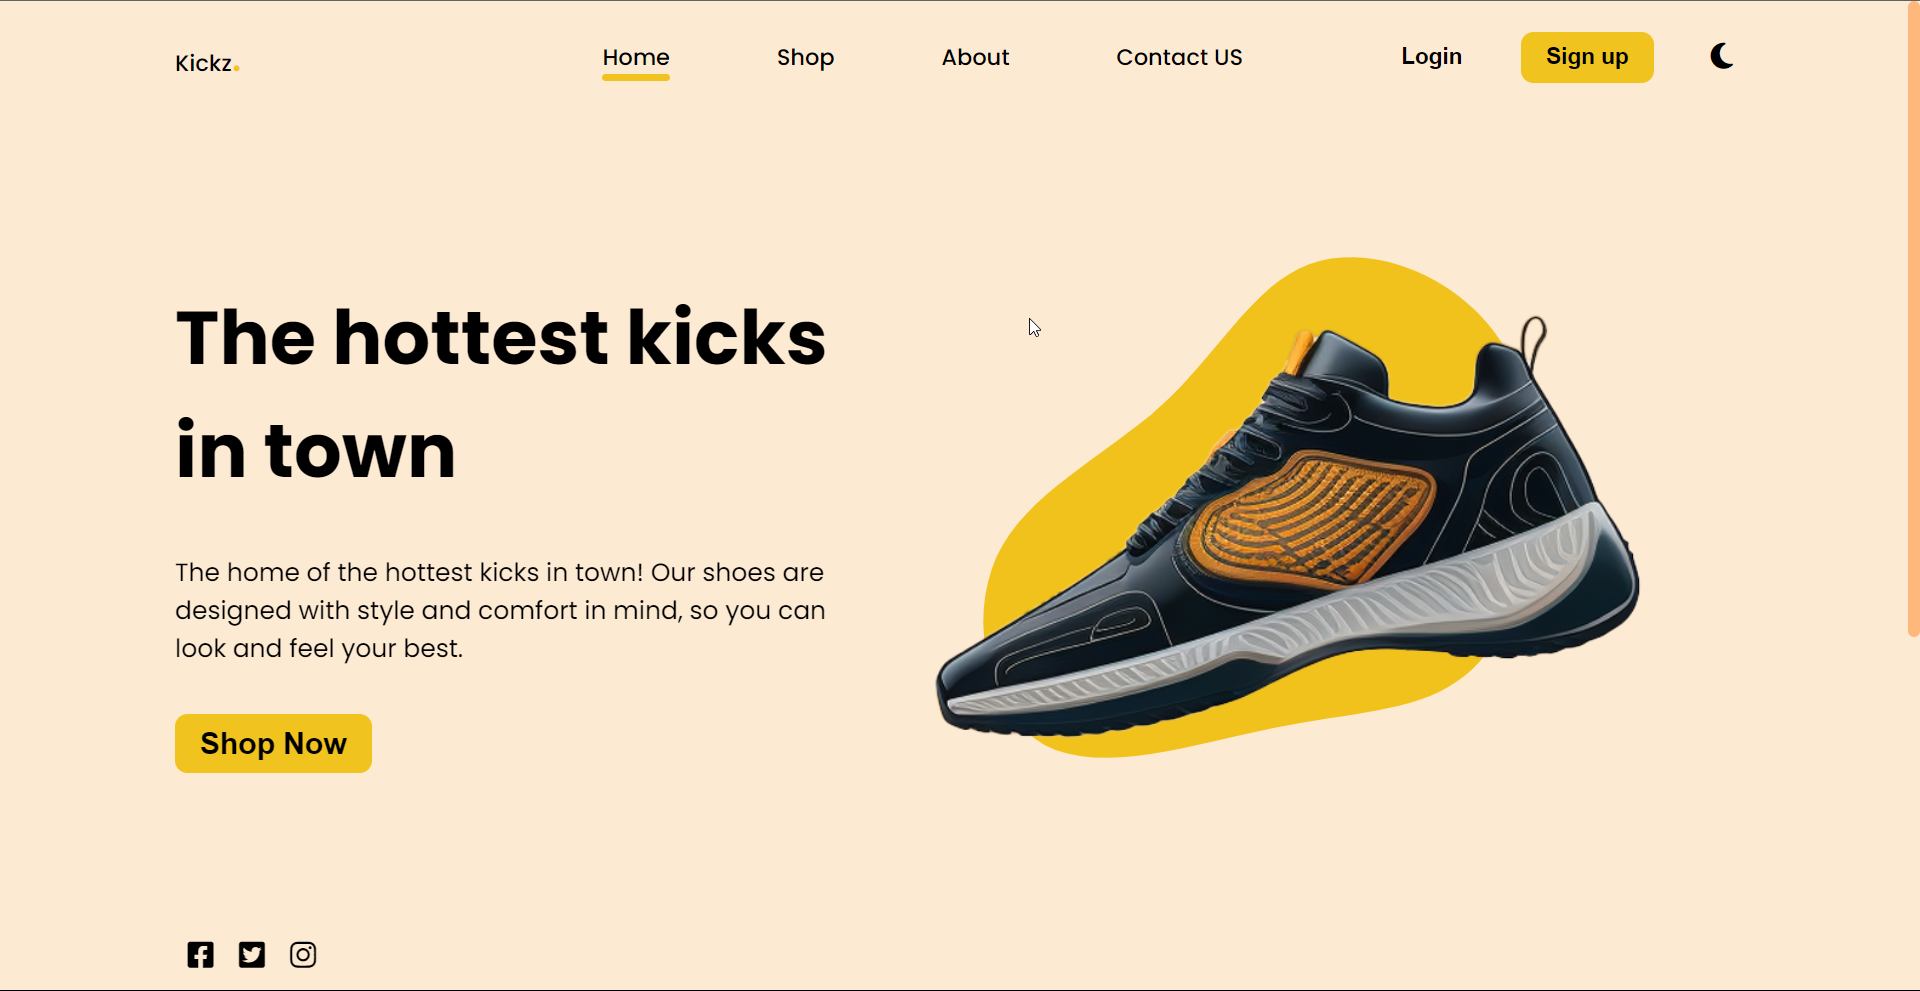 Kickz.
Home
Shop
About
Contact US
Login
Sign up
The hottest kicks
in town
The home of the hottest kicks in town! Our shoes are
designed with style and comfort in mind, so you can
look and feel your best.
Shop Now